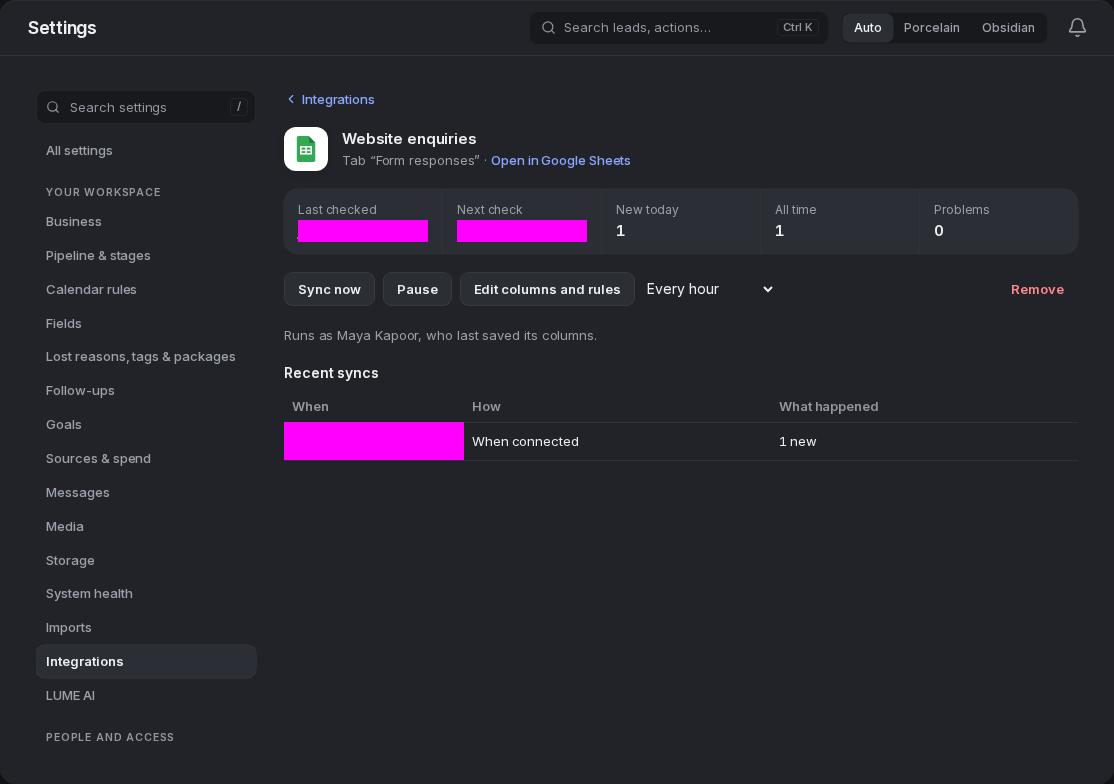 Settings
Search leads, actions…
Ctrl K
Auto
Porcelain
Obsidian
Search settings
/
All settings
YOUR WORKSPACE
Business
Pipeline & stages
Calendar rules
Fields
Lost reasons, tags & packages
Follow-ups
Goals
Sources & spend
Messages
Media
Storage
System health
Imports
Integrations
LUME AI
PEOPLE AND ACCESS
Integrations
Website enquiries
Tab “Form responses” · Open in Google Sheets
Last checked
Next check
New today
1
All time
1
Problems
0
Sync now
Pause
Edit columns and rules
Every hour
Remove
Runs as Maya Kapoor, who last saved its columns.
Recent syncs
When How What happened
When connected 1 new